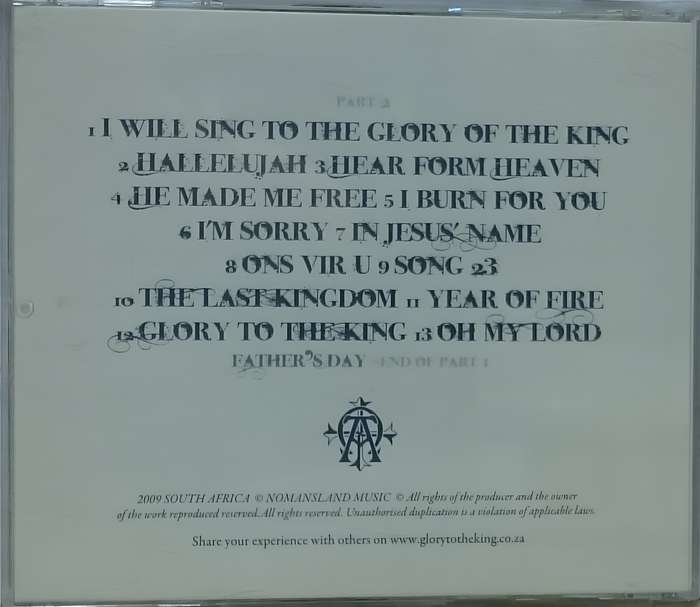 PART 2
1 I WILL SING TO THE GLORY OF THE KING
2 HALLELUJAH 3 HEAR FORM HEAVEN
4 HE MADE ME FREE 5 I BURN FOR YOU
6 I'M SORRY 7 IN JESUS' NAME
8 ONS VIR U 9 SONG 23
10 THE LAST KINGDOM 11 YEAR OF FIRE
12 GLORY TO THE KING 13 OH MY LORD
FATHER'S DAY -END OF PART 1
2009 SOUTH AFRICA © NOMANSLAND MUSIC © All rights of the producer and the owner
of the work reproduced reserved.All rights reserved. Unauthorised duplication is a violation of applicable laws.
Share your experience with others on www.glorytotheking.co.za